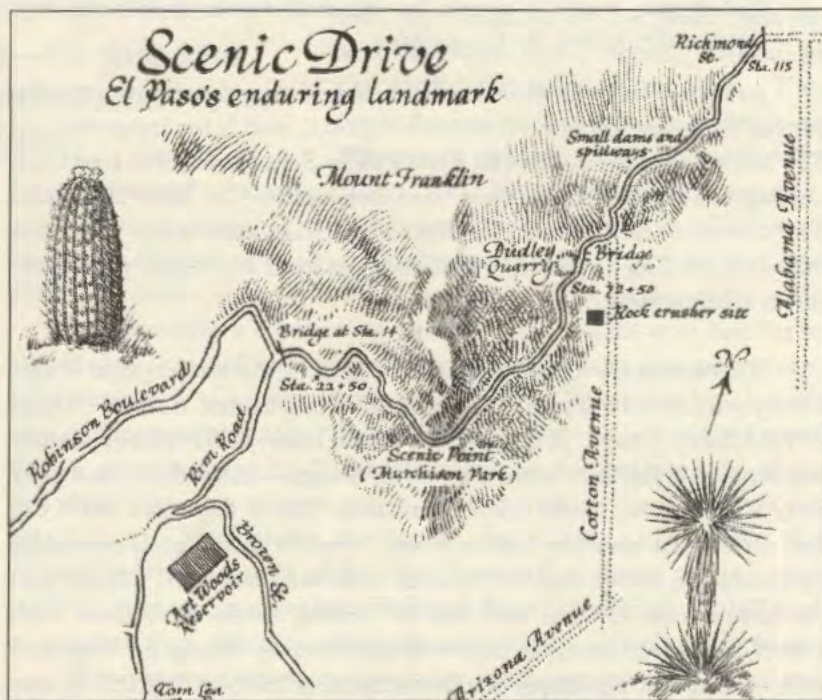 Scenic Drive
El Paso's enduring landmark
Richmond
St.
Sta. 115
Small dams and
spillways
Mount Franklin
Alabama Avenue
Dudley
Quarry
Bridge
Sta. 72+50
Rock crusher site
Bridge at Sta. 14
Sta. 22+50
Robinson Boulevard
Rim Road
Scenic Point
(Murchison Park)
Cotton Avenue
N
Brown St.
Art Woods
Reservoir
Arizona Avenue
Tom Lea